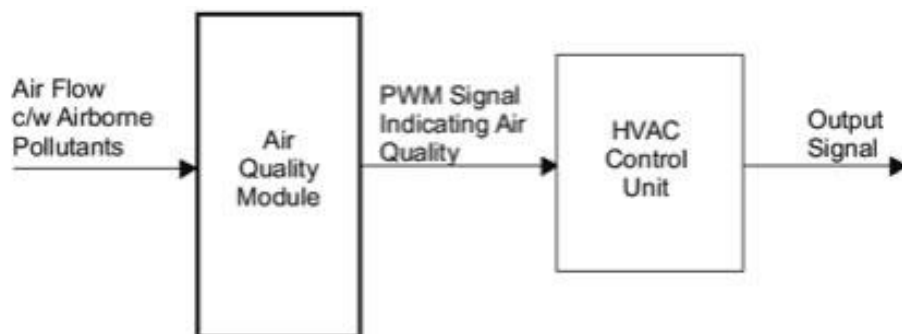 Air Flow
c/w Airborne
Pollutants
Air
Quality
Module
PWM Signal
Indicating Air
Quality
HVAC
Control
Unit
Output
Signal